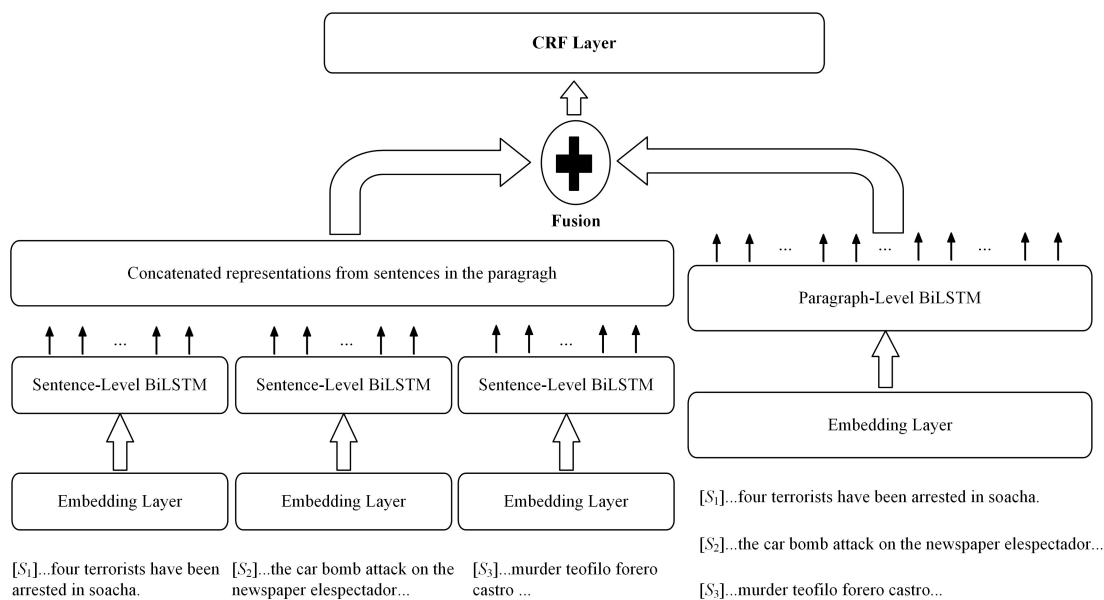 CRF Layer
Fusion
Concatenated representations from sentences in the paragragh
...
...
...
Sentence-Level BiLSTM
Sentence-Level BiLSTM
Sentence-Level BiLSTM
Embedding Layer
Embedding Layer
Embedding Layer
[S1]...four terrorists have been
arrested in soacha.
[S2]...the car bomb attack on the
newspaper elespectador...
[S3]...murder teofilo forero
castro ...
... ... ...
Paragraph-Level BiLSTM
Embedding Layer
[S1]...four terrorists have been arrested in soacha.
[S2]...the car bomb attack on the newspaper elespectador...
[S3]...murder teofilo forero castro...